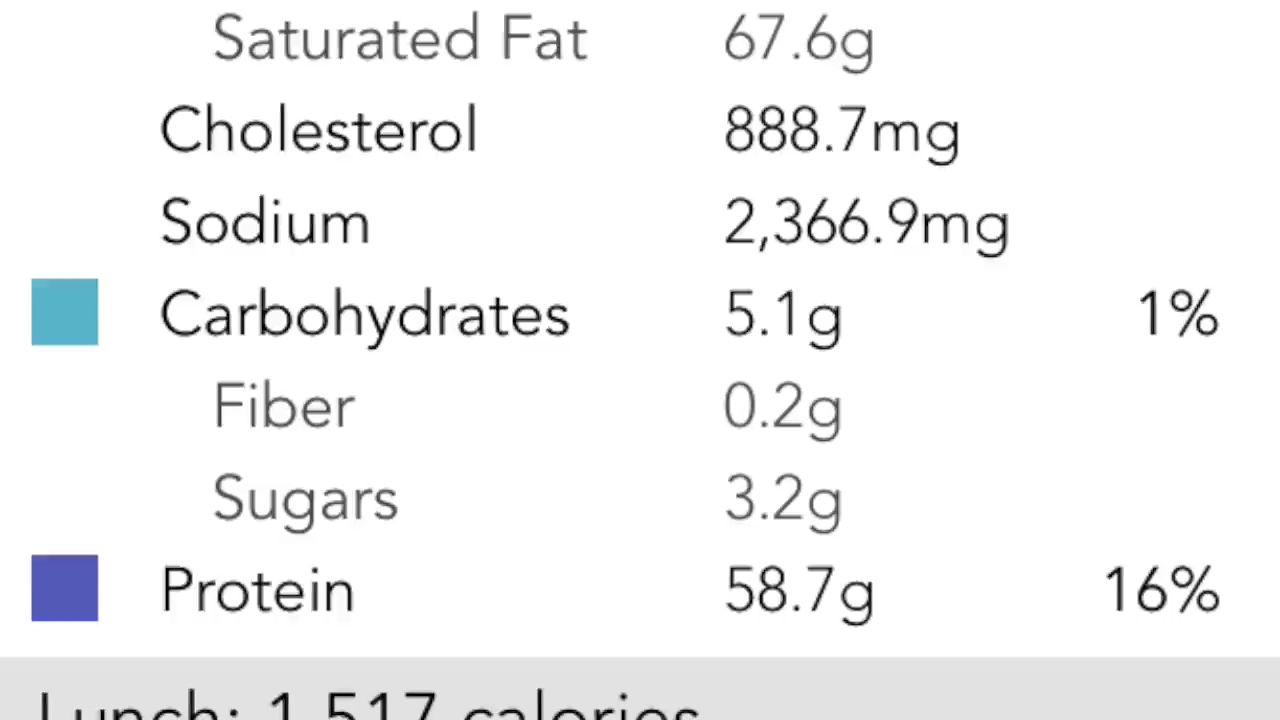 Saturated Fat 67.6g
Cholesterol 888.7mg
Sodium 2,366.9mg
Carbohydrates 5.1g 1%
Fiber 0.2g
Sugars 3.2g
Protein 58.7g 16%
Lunch: 1,517 calories